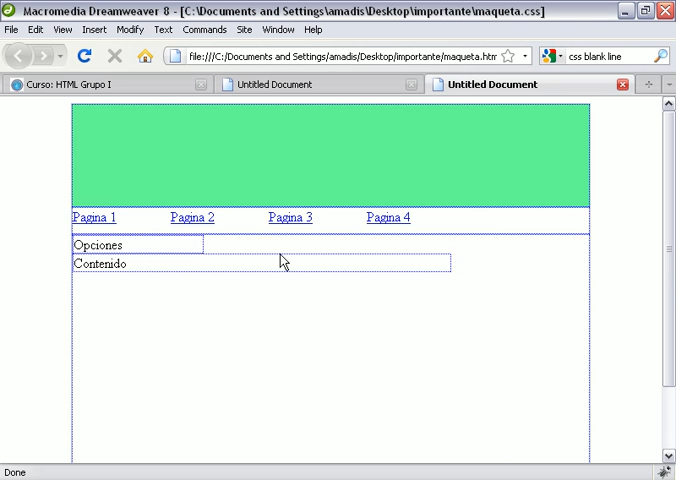 Macromedia Dreamweaver 8 - [C:\Documents and Settings\amadis\Desktop\importante\maqueta.css]
File Edit View Insert Modify Text Commands Site Window Help
file:///C:/Documents and Settings/amadis/Desktop/importante/maqueta.htm
css blank line
Curso: HTML Grupo I
Untitled Document
Untitled Document
Pagina 1 Pagina 2 Pagina 3 Pagina 4
Opciones
Contenido
Done